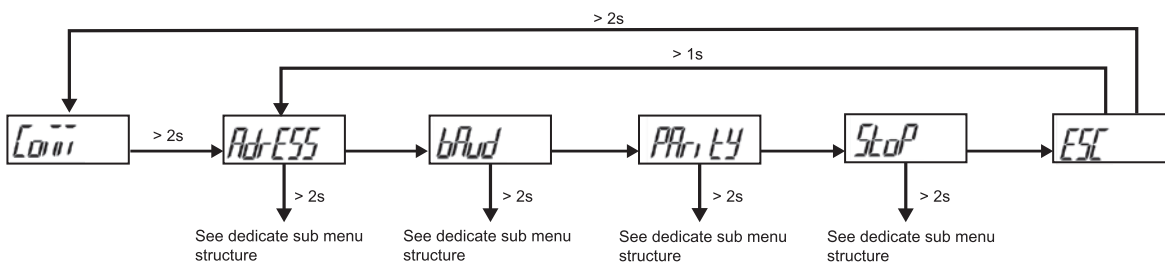 > 2s
> 1s
Comm
> 2s
AdrESS
bAud
PAritY
StoP
ESC
> 2s
> 2s
> 2s
> 2s
See dedicate sub menu
structure
See dedicate sub menu
structure
See dedicate sub menu
structure
See dedicate sub menu
structure